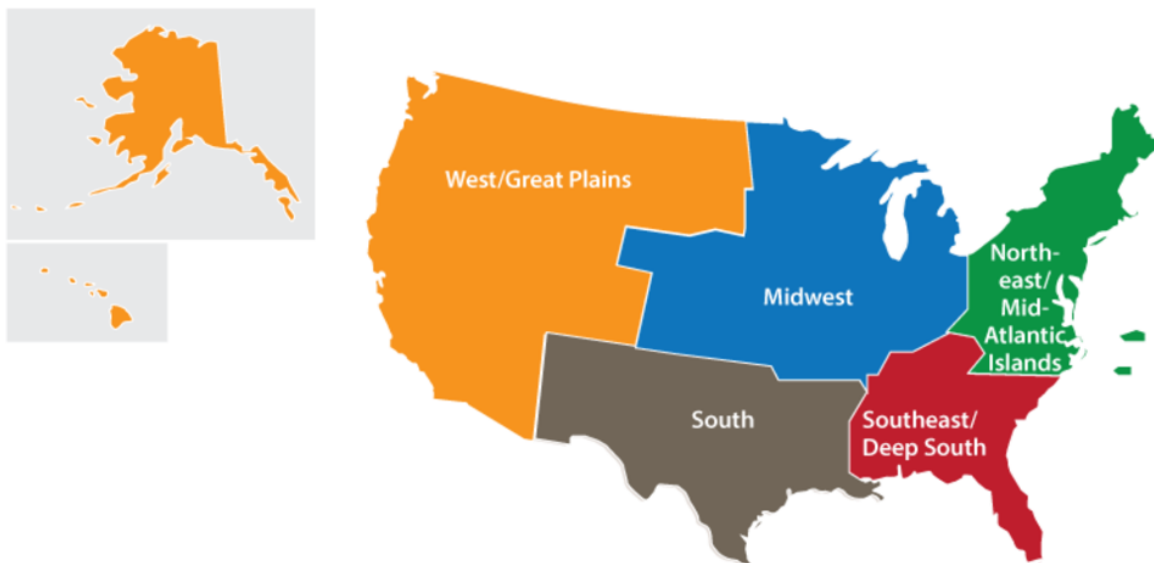 West/Great Plains
Midwest
North-
east/
Mid-
Atlantic
Islands
South
Southeast/
Deep South